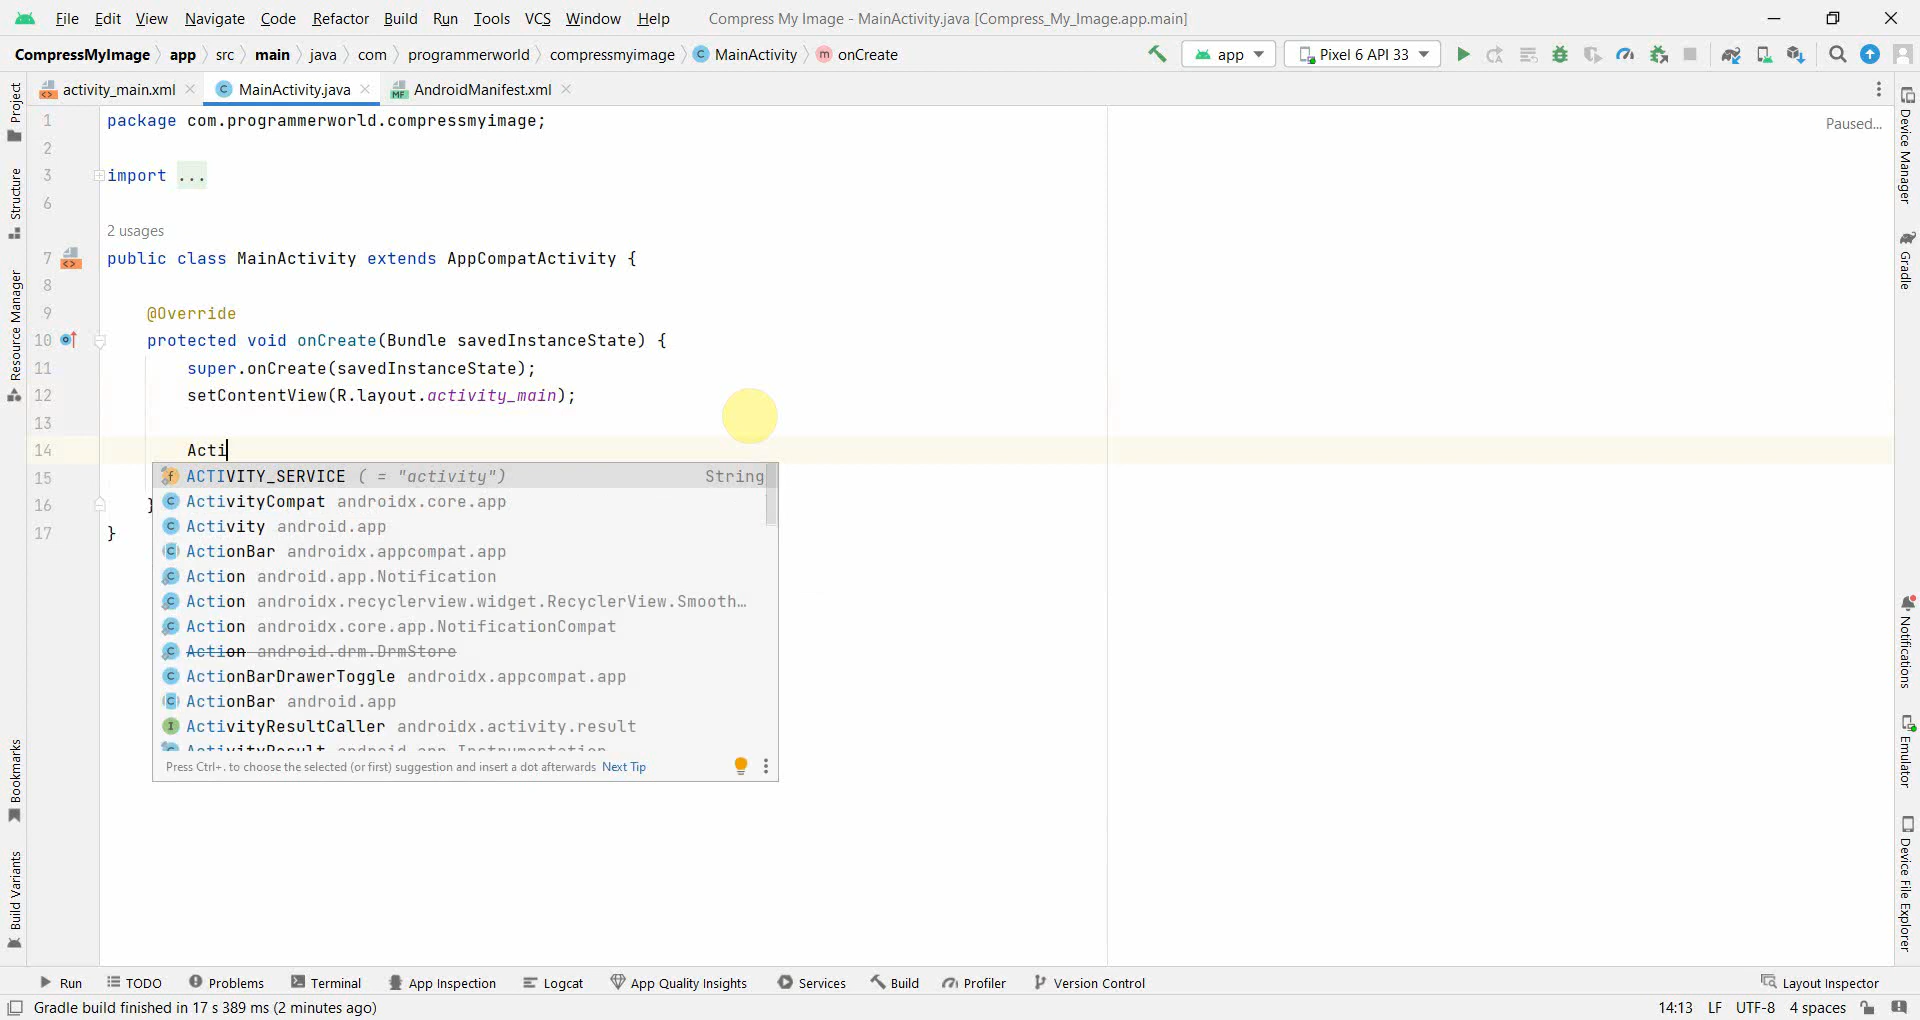 File Edit View Navigate Code Refactor Build Run Tools VCS Window Help Compress My Image - MainActivity.java [Compress_My_Image.app.main]
CompressMyImage app src main java com programmerworld compressmyimage MainActivity onCreate app Pixel 6 API 33
activity_main.xml MainActivity.java AndroidManifest.xml
Project
Structure
Resource Manager
Bookmarks
Build Variants
1 package com.programmerworld.compressmyimage;
Paused...
2
3 import ...
6
2 usages
7 public class MainActivity extends AppCompatActivity {
8
9 @Override
10 protected void onCreate(Bundle savedInstanceState) {
11 super.onCreate(savedInstanceState);
12 setContentView(R.layout.activity_main);
13
14 Acti
15
16 }
17 }
ACTIVITY_SERVICE ( = "activity") String
ActivityCompat androidx.core.app
Activity android.app
ActionBar androidx.appcompat.app
Action android.app.Notification
Action androidx.recyclerview.widget.RecyclerView.Smooth…
Action androidx.core.app.NotificationCompat
Action android.drm.DrmStore
ActionBarDrawerToggle androidx.appcompat.app
ActionBar android.app
ActivityResultCaller androidx.activity.result
ActivityResult android.app.Instrumentation
Press Ctrl+. to choose the selected (or first) suggestion and insert a dot afterwards Next Tip
Device Manager
Gradle
Notifications
Emulator
Device File Explorer
Run TODO Problems Terminal App Inspection Logcat App Quality Insights Services Build Profiler Version Control Layout Inspector
Gradle build finished in 17 s 389 ms (2 minutes ago) 14:13 LF UTF-8 4 spaces